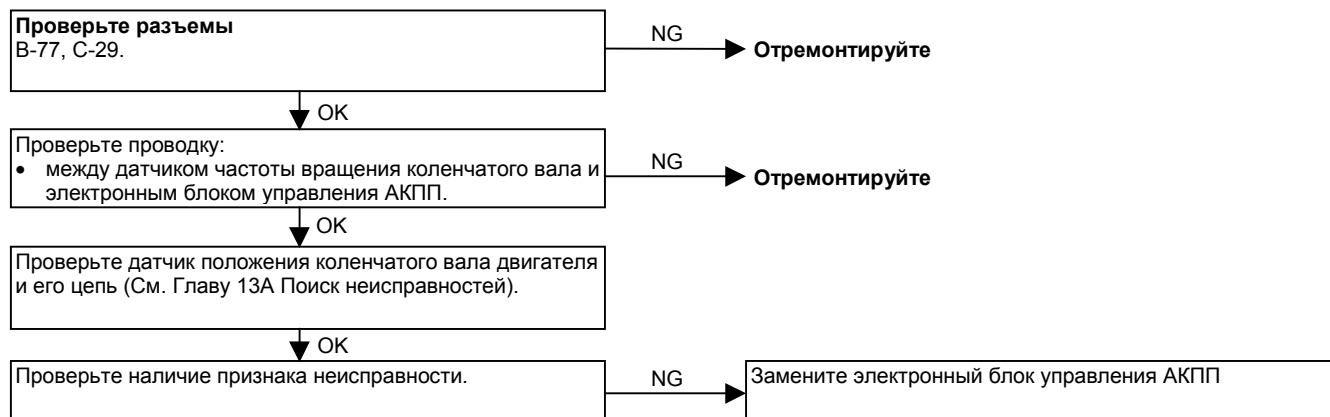 Проверьте разъемы
B-77, C-29.
NG
Отремонтируйте
OK
Проверьте проводку:
• между датчиком частоты вращения коленчатого вала и
электронным блоком управления АКПП.
NG
Отремонтируйте
OK
Проверьте датчик положения коленчатого вала двигателя
и его цепь (См. Главу 13А Поиск неисправностей).
OK
Проверьте наличие признака неисправности.
NG
Замените электронный блок управления АКПП